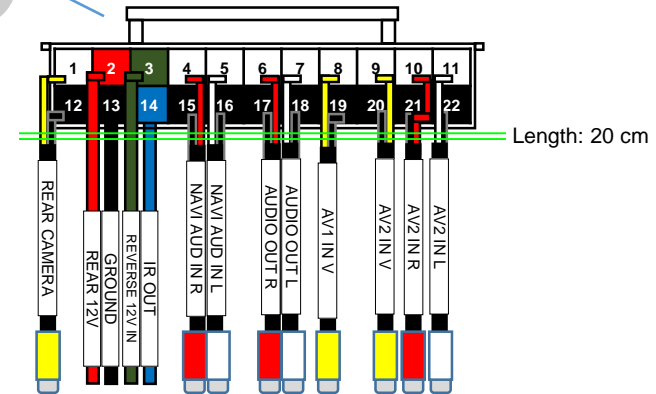 1 2 3 4 5 6 7 8 9 10 11
12 13 14 15 16 17 18 19 20 21 22
Length: 20 cm
REAR CAMERA
REAR 12V
GROUND
REVERSE 12V IN
IR OUT
NAVI AUD IN R
NAVI AUD IN L
AUDIO OUT R
AUDIO OUT L
AV1 IN V
AV2 IN V
AV2 IN R
AV2 IN L